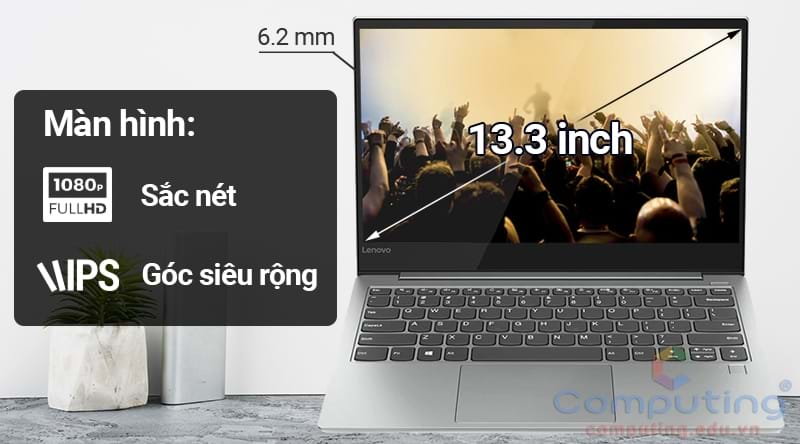 6.2 mm
Màn hình:
1080P
FULLHD
Sắc nét
IPS
Góc siêu rộng
13.3 inch
Lenovo
Computing
computing.edu.vn